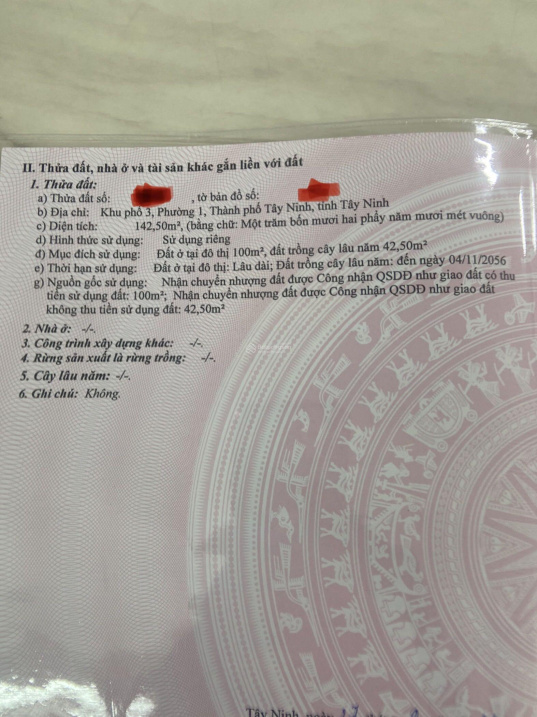 II. Thửa đất, nhà ở và tài sản khác gắn liền với đất
1. Thửa đất:
a) Thửa đất số: , tờ bản đồ số:
b) Địa chỉ: Khu phố 3, Phường 1, Thành phố Tây Ninh, tỉnh Tây Ninh
c) Diện tích: 142,50m², (bằng chữ: Một trăm bốn mươi hai phẩy năm mươi mét vuông)
d) Hình thức sử dụng: Sử dụng riêng
đ) Mục đích sử dụng: Đất ở tại đô thị 100m², đất trồng cây lâu năm 42,50m²
e) Thời hạn sử dụng: Đất ở tại đô thị: Lâu dài; Đất trồng cây lâu năm: đến ngày 04/11/2056
g) Nguồn gốc sử dụng: Nhận chuyển nhượng đất được Công nhận QSDĐ như giao đất có thu
tiền sử dụng đất: 100m²; Nhận chuyển nhượng đất được Công nhận QSDĐ như giao đất
không thu tiền sử dụng đất: 42,50m²
2. Nhà ở: -/-.
3. Công trình xây dựng khác: -/-.
4. Rừng sản xuất là rừng trồng: -/-.
5. Cây lâu năm: -/-.
6. Ghi chú: Không.
Tây Ninh, ngày